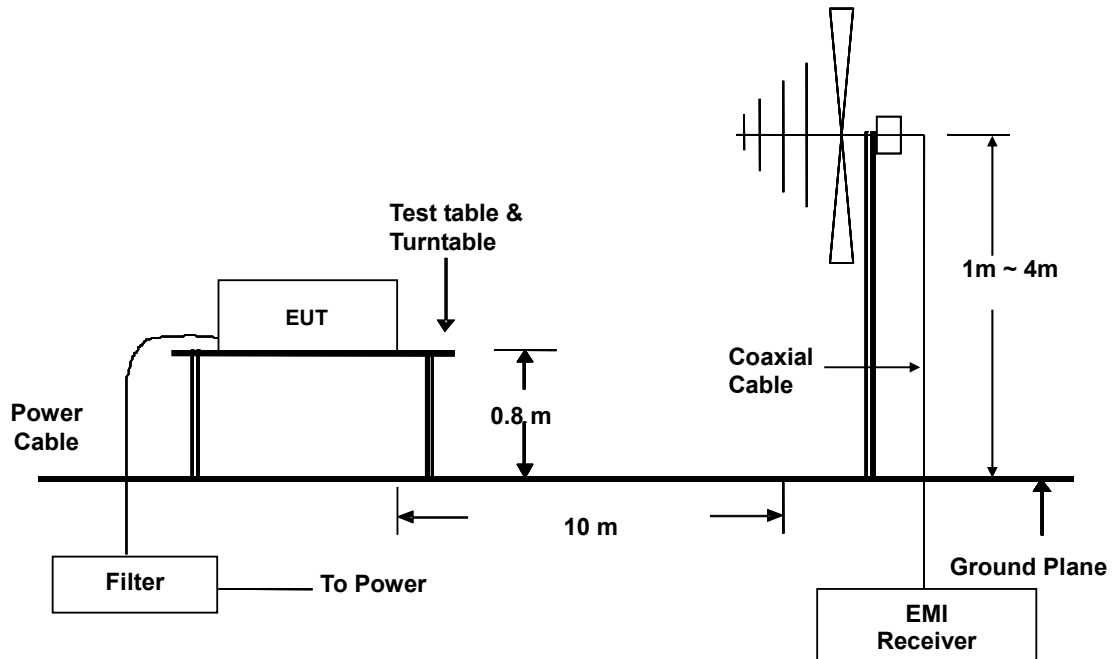 Test table &
Turntable
1m ~ 4m
EUT
Coaxial
Cable
0.8 m
Power
Cable
10 m
Filter
To Power
Ground Plane
EMI
Receiver